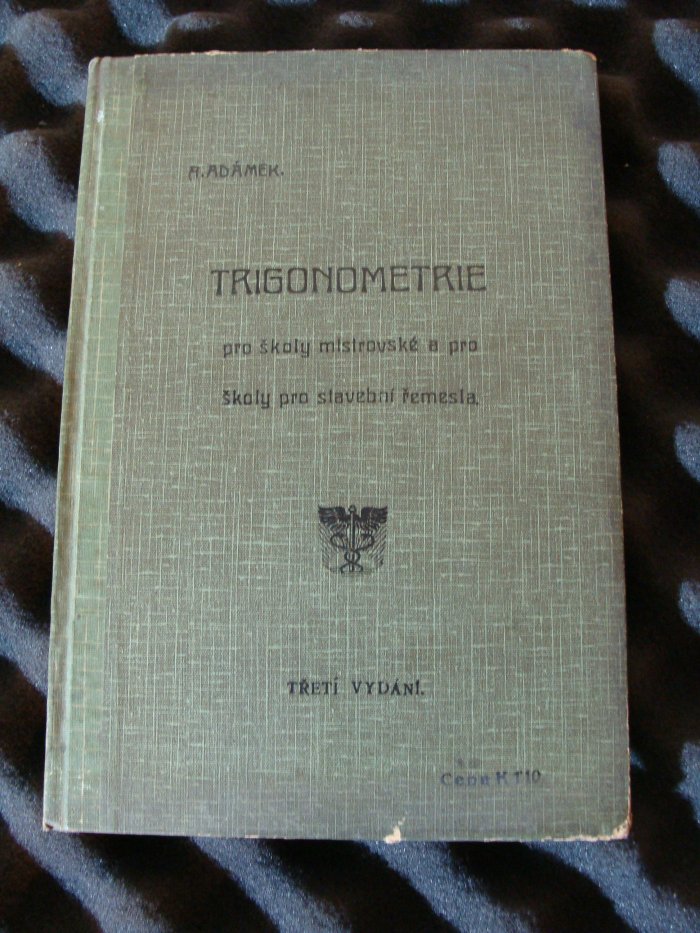 A. ADÁMEK.
TRIGONOMETRIE
pro školy mistrovské a pro
školy pro stavební řemesla.
TŘETÍ VYDÁNÍ.
Cena K 1·10